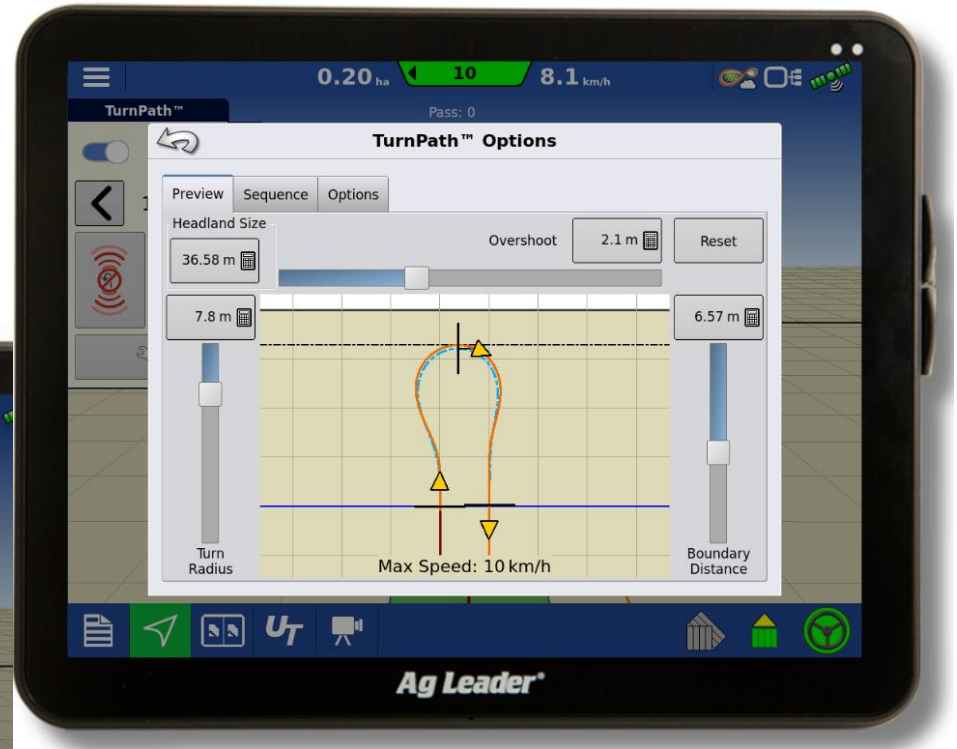 0.20 ha
10
8.1 km/h
TurnPath™
Pass: 0
TurnPath™ Options
Preview
Sequence
Options
Headland Size
36.58 m
Overshoot
2.1 m
Reset
7.8 m
6.57 m
Turn
Radius
Max Speed: 10 km/h
Boundary
Distance
UT
Ag Leader®